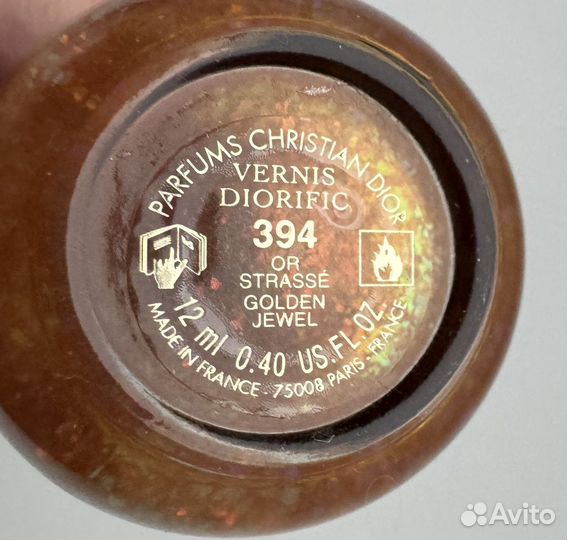 PARFUMS CHRISTIAN DIOR
VERNIS
DIORIFIC
394
OR
STRASSÉ
GOLDEN
JEWEL
12 ml 0.40 US.FL.OZ.
MADE IN FRANCE - 75008 PARIS - FRANCE
Avito